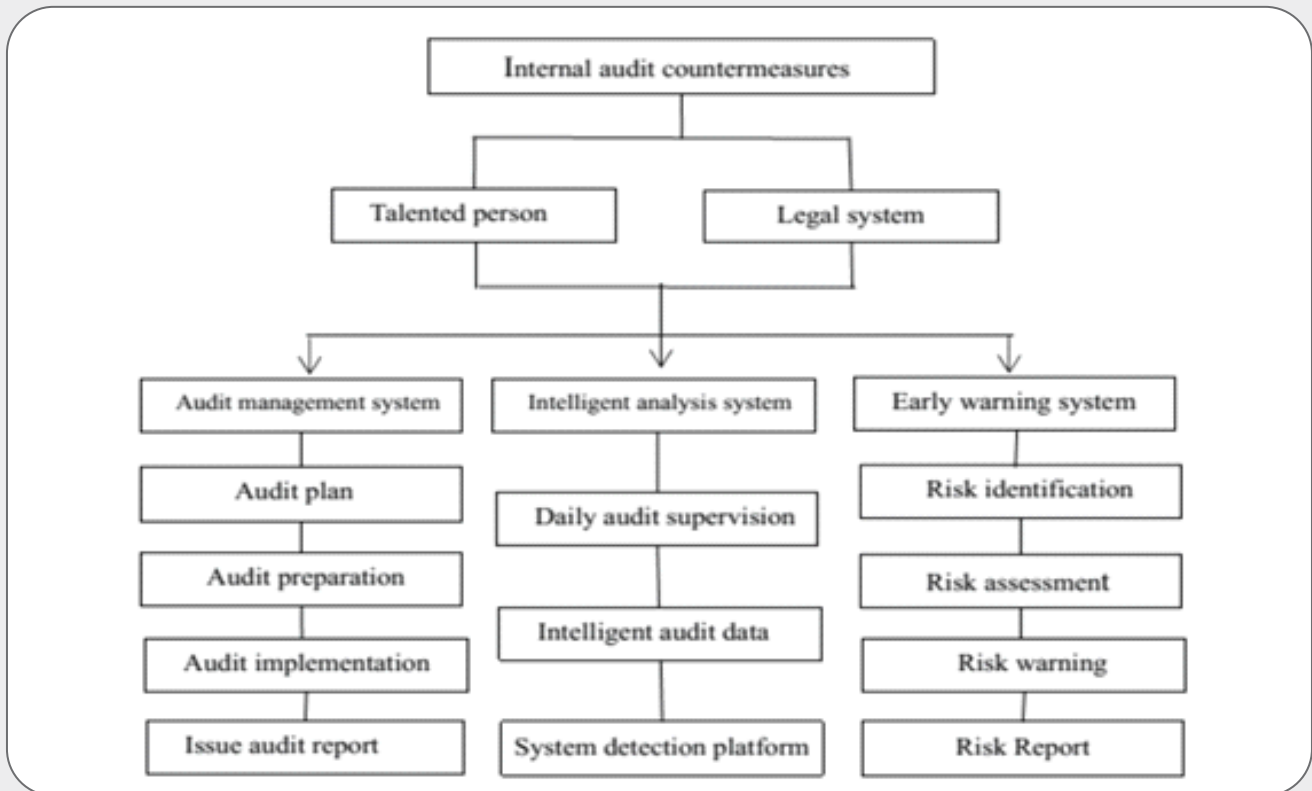 Internal audit countermeasures
Talented person
Legal system
Audit management system
Intelligent analysis system
Early warning system
Audit plan
Daily audit supervision
Risk identification
Audit preparation
Intelligent audit data
Risk assessment
Audit implementation
System detection platform
Risk warning
Issue audit report
Risk Report